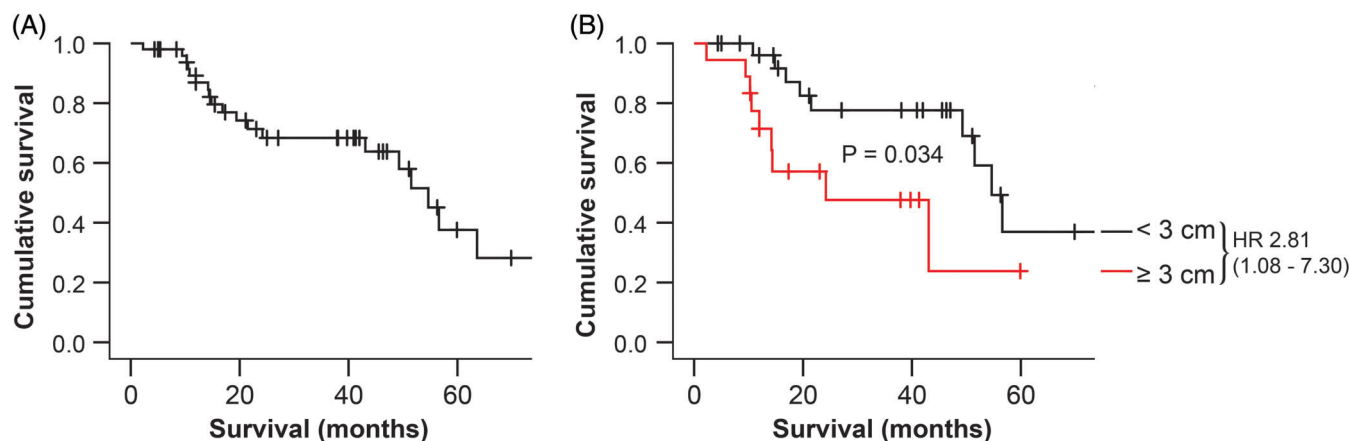 (A)
Cumulative survival
1.0
0.8
0.6
0.4
0.2
0.0
0 20 40 60
Survival (months)
(B)
Cumulative survival
1.0
0.8
0.6
0.4
0.2
0.0
P = 0.034
< 3 cm
≥ 3 cm
HR 2.81
(1.08 - 7.30)
0 20 40 60
Survival (months)